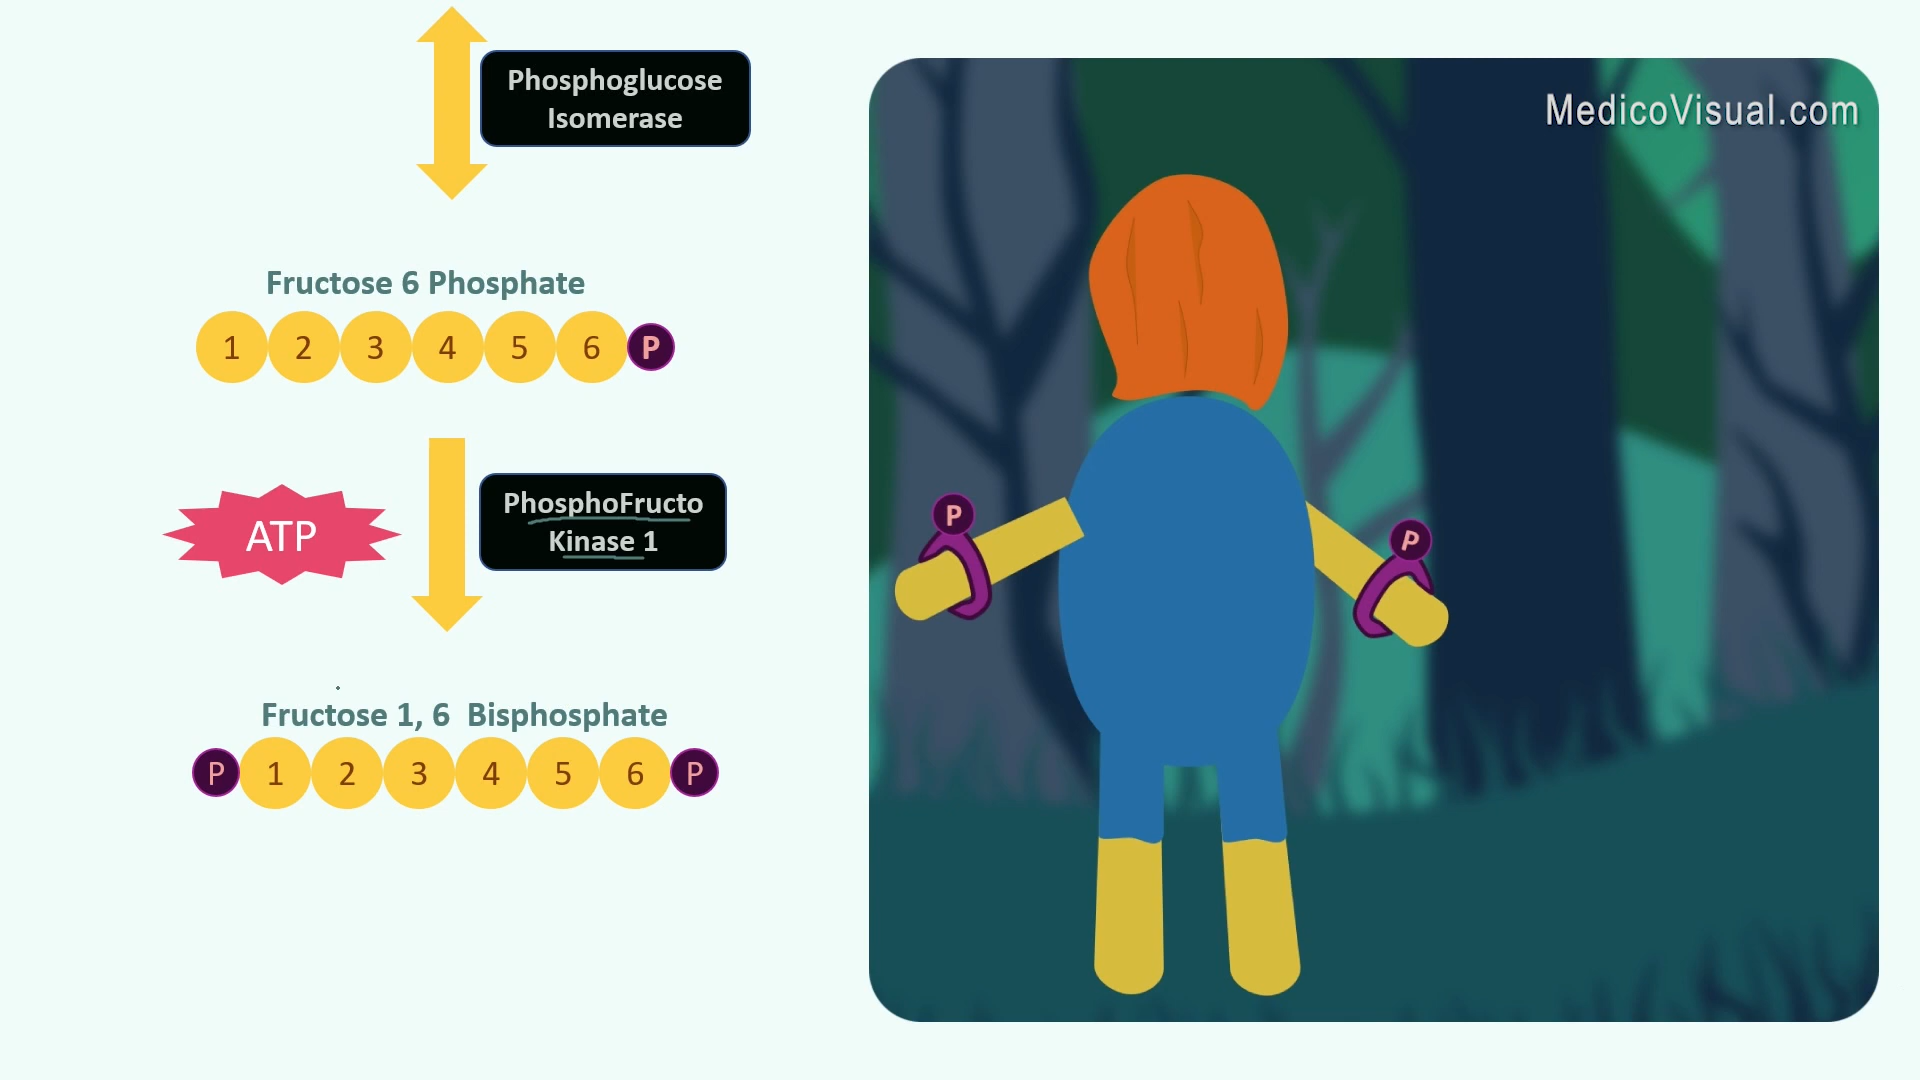 Phosphoglucose
Isomerase
MedicoVisual.com
Fructose 6 Phosphate
1 2 3 4 5 6 P
ATP
PhosphoFructo
Kinase 1
P
P
Fructose 1, 6 Bisphosphate
P 1 2 3 4 5 6 P